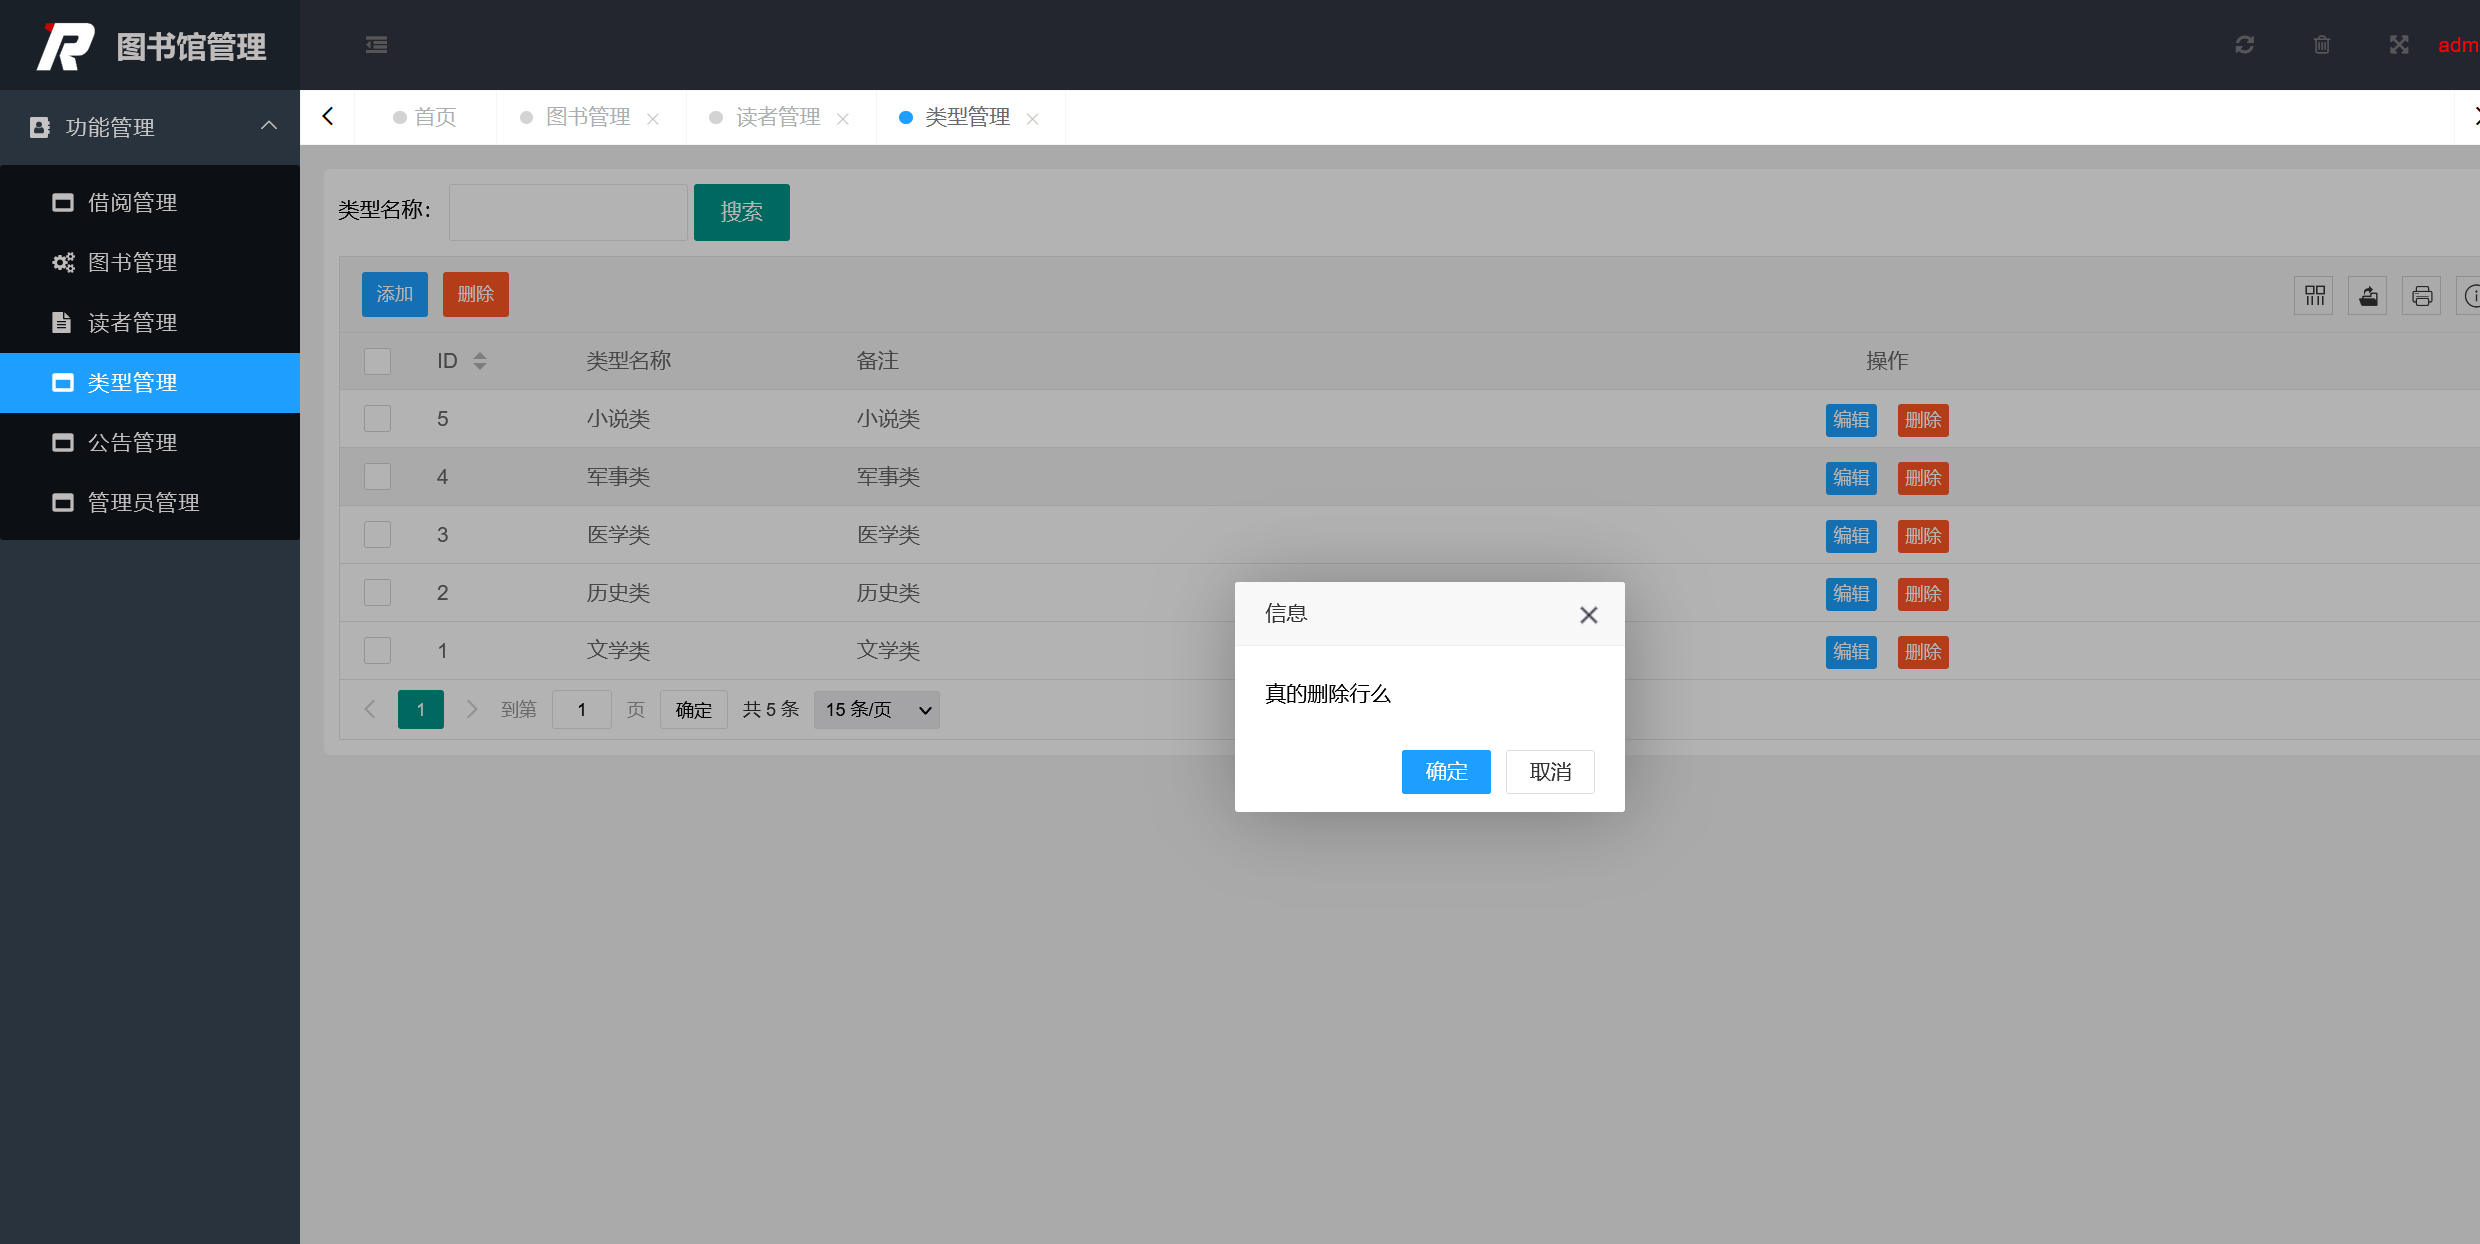 图书馆管理
adm
功能管理
首页
图书管理
读者管理
类型管理
借阅管理
图书管理
读者管理
类型管理
公告管理
管理员管理
类型名称：
搜索
添加 删除
ID 类型名称 备注 操作
5 小说类 小说类 编辑 删除
4 军事类 军事类 编辑 删除
3 医学类 医学类 编辑 删除
2 历史类 历史类 编辑 删除
1 文学类 文学类 编辑 删除
1 到第 1 页 确定 共 5 条 15 条/页
信息
真的删除行么
确定 取消